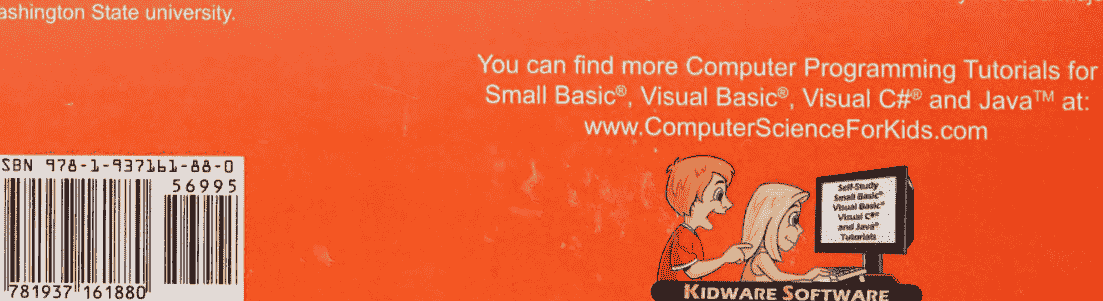 ashington State university.
You can find more Computer Programming Tutorials for
Small Basic®, Visual Basic®, Visual C#® and Java™ at:
www.ComputerScienceForKids.com
SBN 978-1-937161-88-0
56995
781937 161880
Self-Study
Small Basic®
Visual Basic®
Visual C#®
and Java®
Tutorials
KIDWARE SOFTWARE